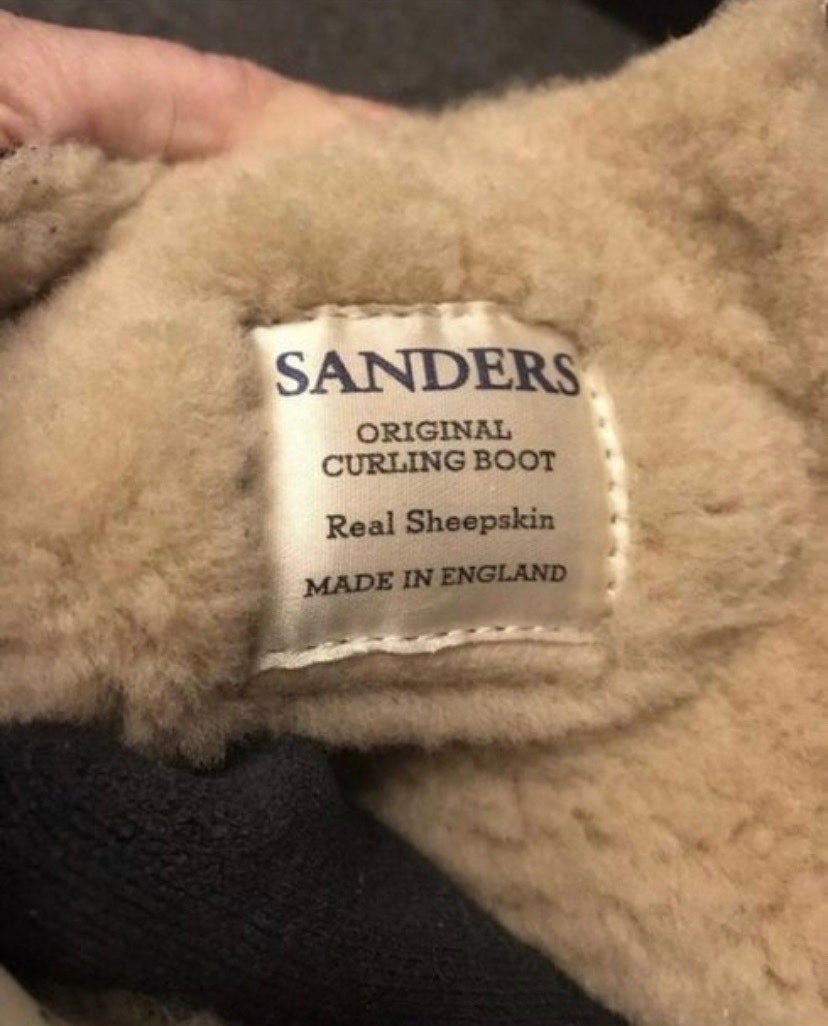 SANDERS
ORIGINAL
CURLING BOOT
Real Sheepskin
MADE IN ENGLAND